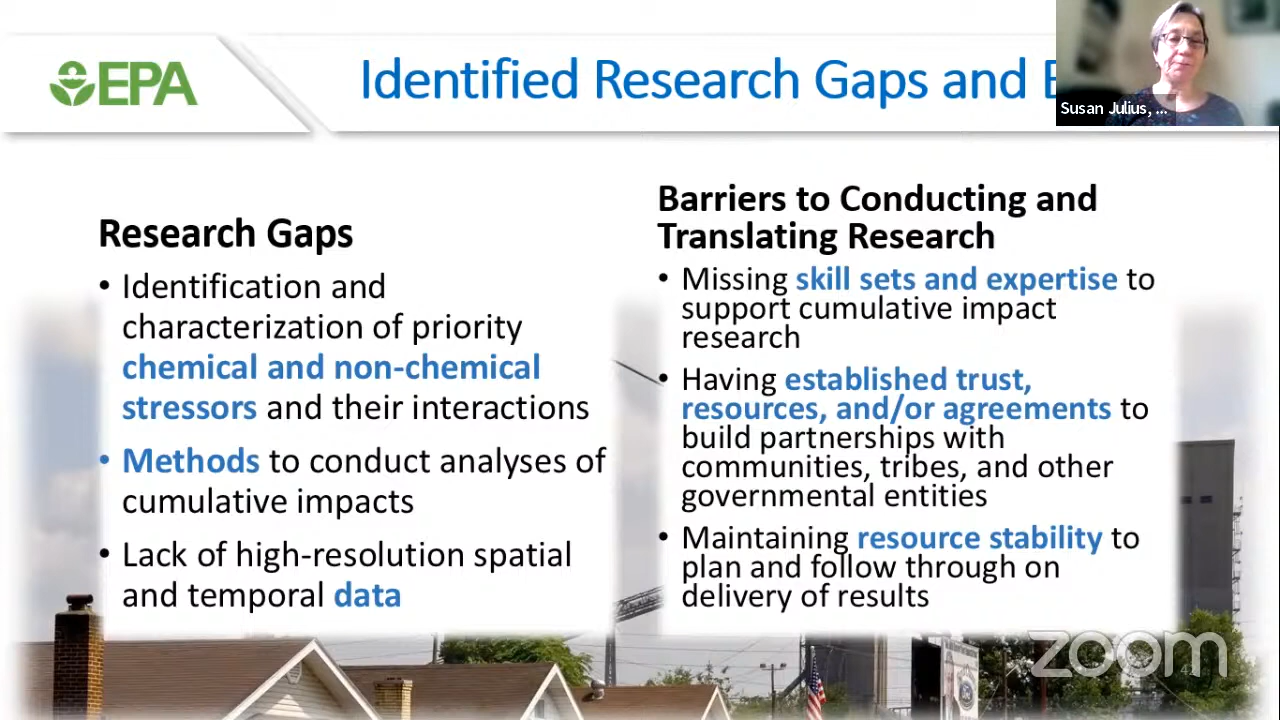 EPA
Identified Research Gaps and
Susan Julius, ...
Research Gaps
• Identification and
characterization of priority
chemical and non-chemical
stressors and their interactions
• Methods to conduct analyses of
cumulative impacts
• Lack of high-resolution spatial
and temporal data
Barriers to Conducting and
Translating Research
• Missing skill sets and expertise to
support cumulative impact
research
• Having established trust,
resources, and/or agreements to
build partnerships with
communities, tribes, and other
governmental entities
• Maintaining resource stability to
plan and follow through on
delivery of results
zoom